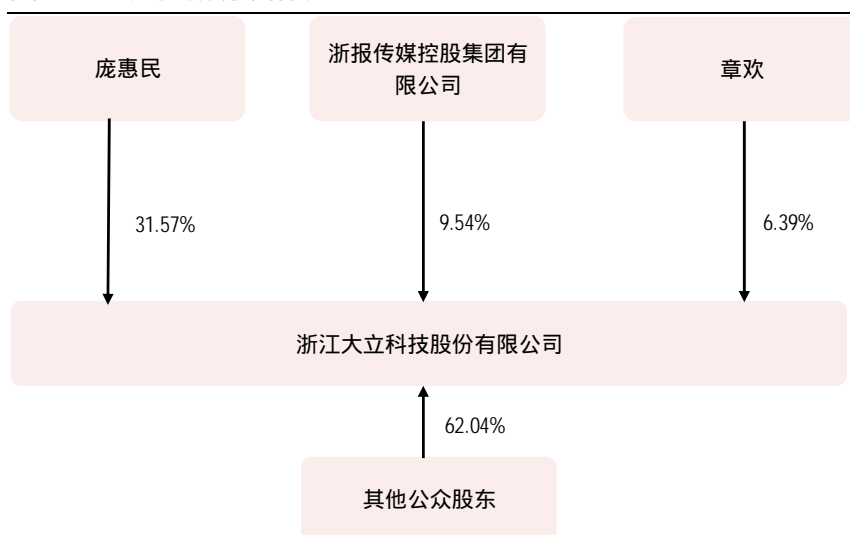 庞惠民
浙报传媒控股集团有
限公司
章欢
31.57%
9.54%
6.39%
浙江大立科技股份有限公司
62.04%
其他公众股东